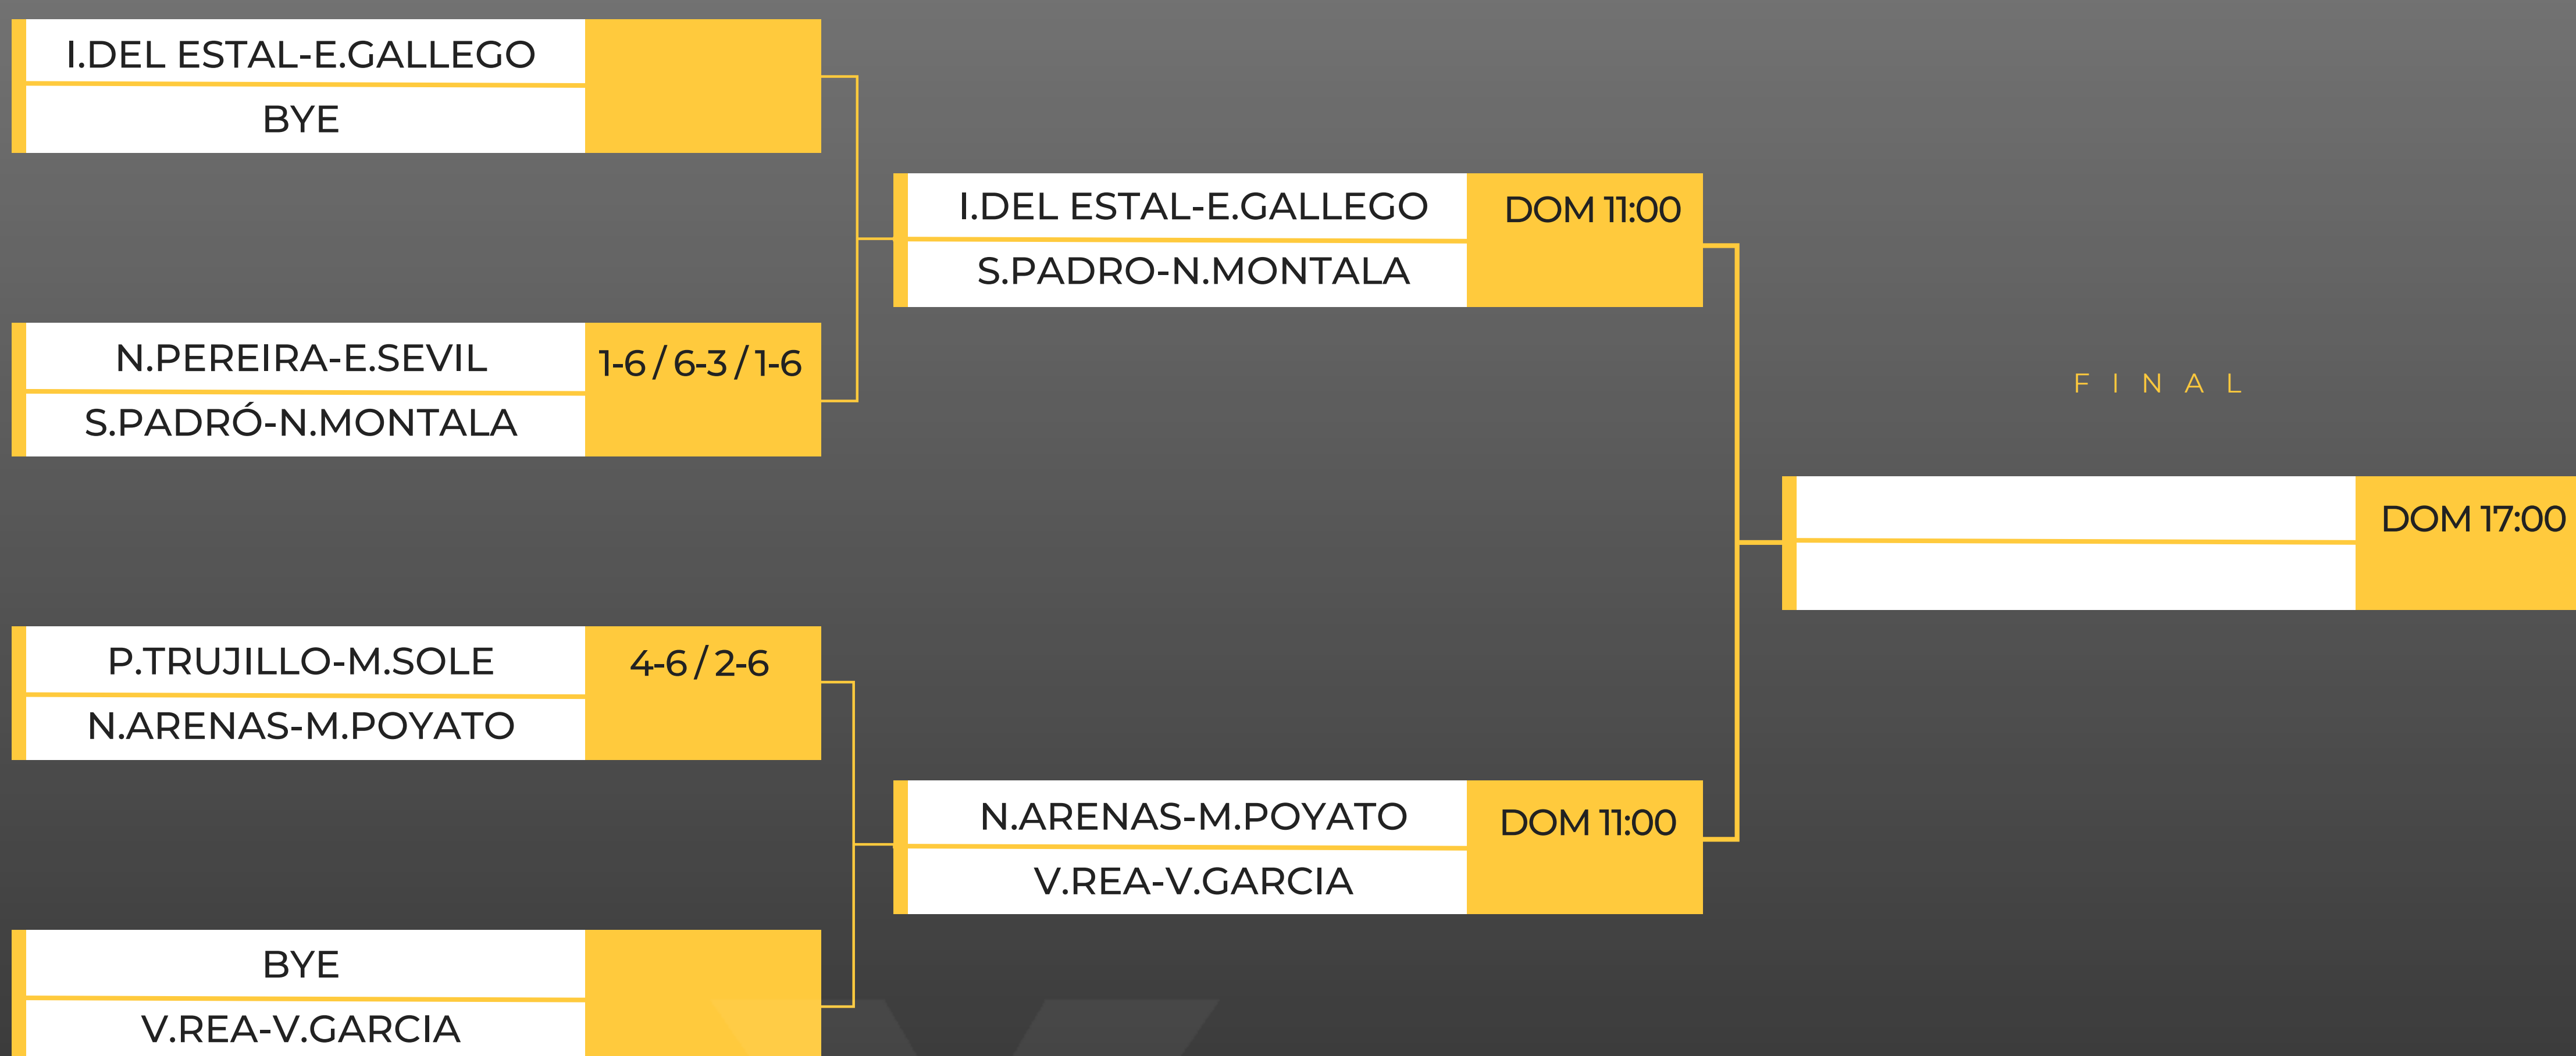 I.DEL ESTAL-E.GALLEGO
BYE
N.PEREIRA-E.SEVIL
1-6 / 6-3 / 1-6
S.PADRÓ-N.MONTALA
P.TRUJILLO-M.SOLE
4-6 / 2-6
N.ARENAS-M.POYATO
BYE
V.REA-V.GARCIA
I.DEL ESTAL-E.GALLEGO
DOM 11:00
S.PADRO-N.MONTALA
N.ARENAS-M.POYATO
DOM 11:00
V.REA-V.GARCIA
FINAL
DOM 17:00